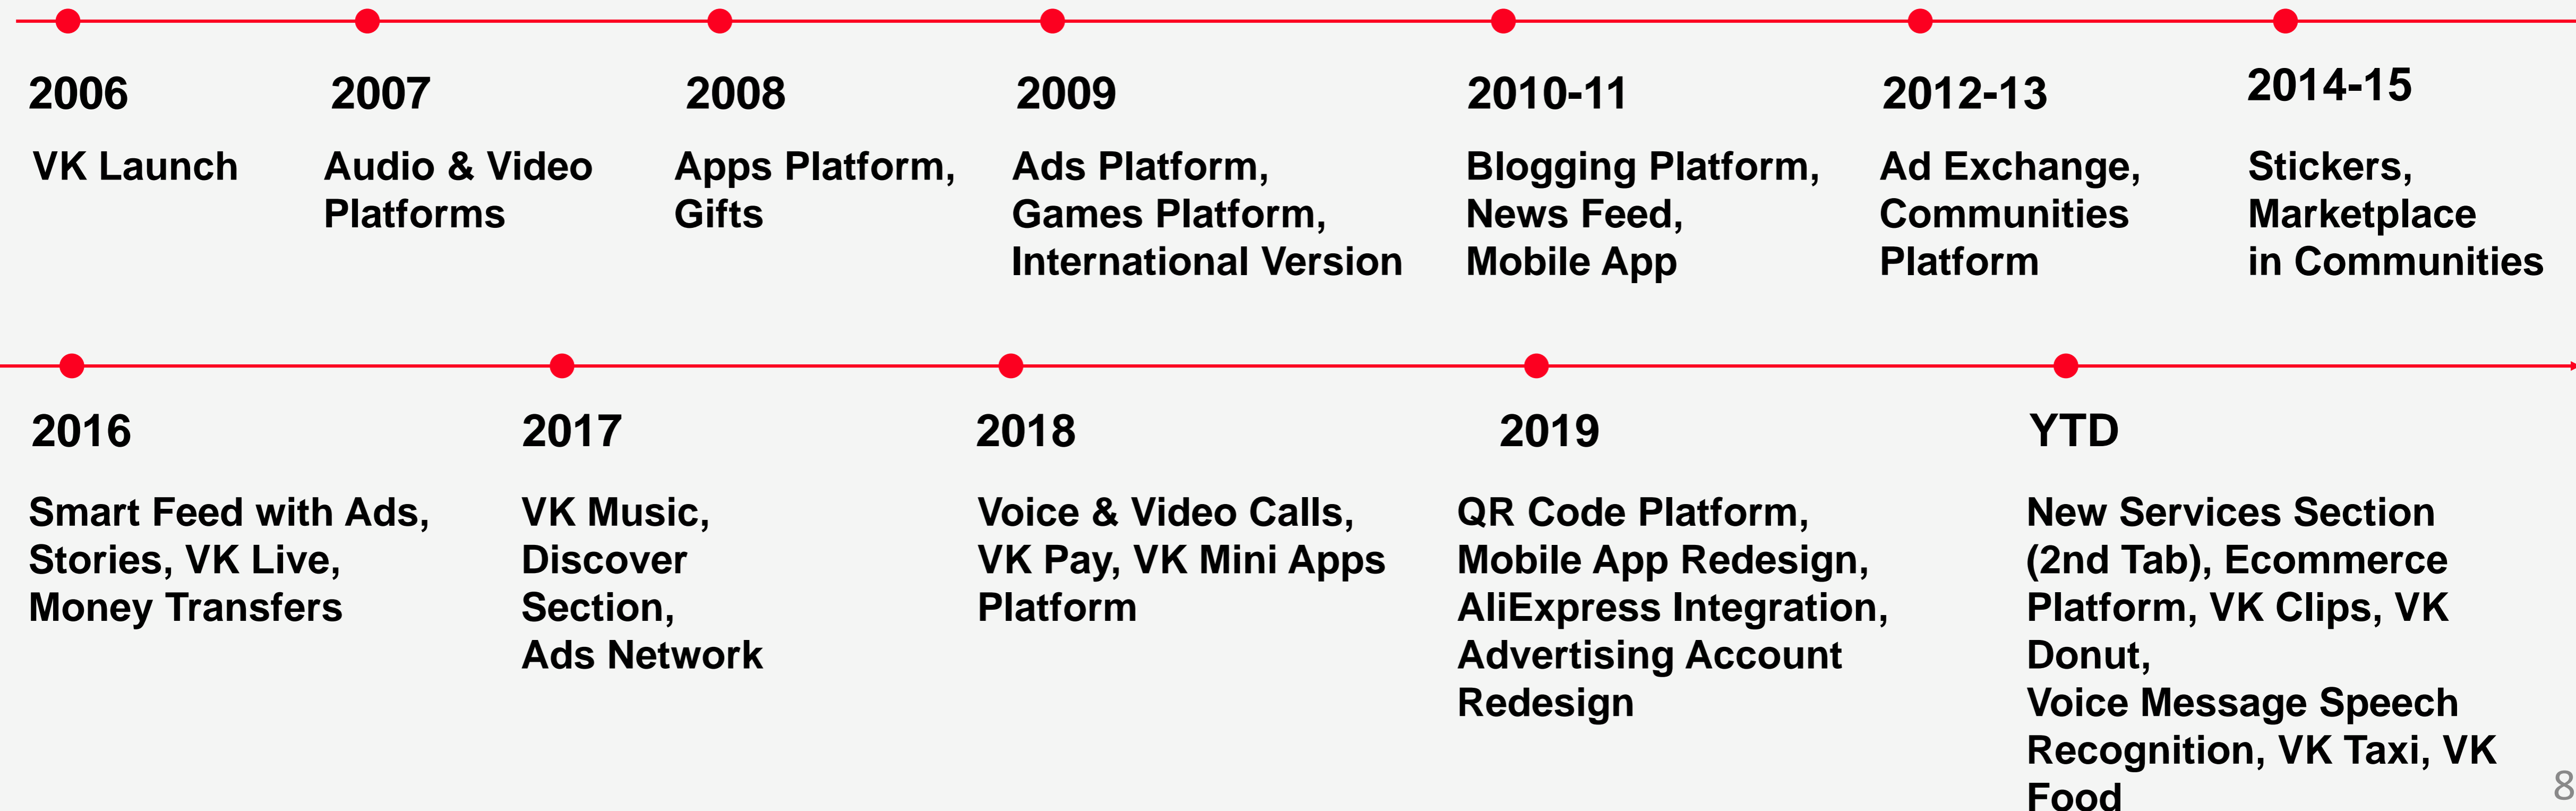 2006
VK Launch
2007
Audio & Video
Platforms
2008
Apps Platform,
Gifts
2009
Ads Platform,
Games Platform,
International Version
2010-11
Blogging Platform,
News Feed,
Mobile App
2012-13
Ad Exchange,
Communities
Platform
2014-15
Stickers,
Marketplace
in Communities
2016
Smart Feed with Ads,
Stories, VK Live,
Money Transfers
2017
VK Music,
Discover
Section,
Ads Network
2018
Voice & Video Calls,
VK Pay, VK Mini Apps
Platform
2019
QR Code Platform,
Mobile App Redesign,
AliExpress Integration,
Advertising Account
Redesign
YTD
New Services Section
(2nd Tab), Ecommerce
Platform, VK Clips, VK
Donut,
Voice Message Speech
Recognition, VK Taxi, VK
Food
8